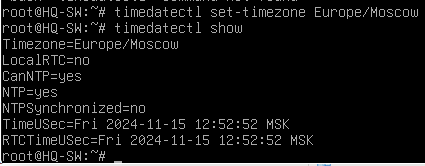 root@HQ-SW:~# timedatectl set-timezone Europe/Moscow
root@HQ-SW:~# timedatectl show
Timezone=Europe/Moscow
LocalRTC=no
CanNTP=yes
NTP=yes
NTPSynchronized=no
TimeUSec=Fri 2024-11-15 12:52:52 MSK
RTCTimeUSec=Fri 2024-11-15 12:52:52 MSK
root@HQ-SW:~# _